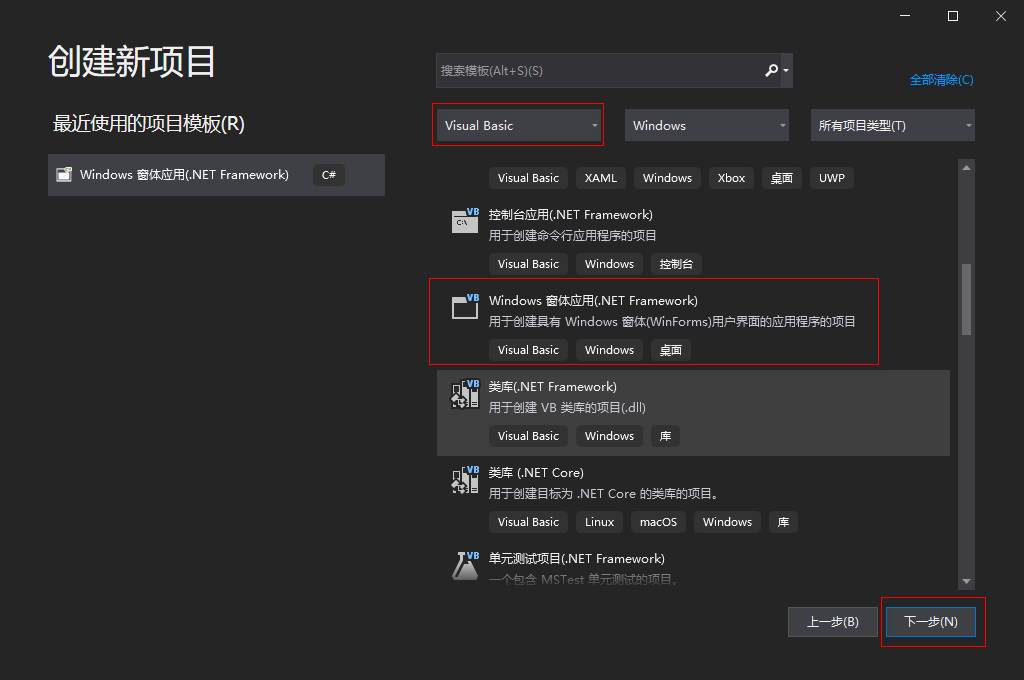 创建新项目
最近使用的项目模板(R)
Windows 窗体应用(.NET Framework) C#
搜索模板(Alt+S)(S)
全部清除(C)
Visual Basic Windows 所有项目类型(T)
Visual Basic XAML Windows Xbox 桌面 UWP
VB 控制台应用(.NET Framework)
C:\
用于创建命令行应用程序的项目
Visual Basic Windows 控制台
VB Windows 窗体应用(.NET Framework)
用于创建具有 Windows 窗体(WinForms)用户界面的应用程序的项目
Visual Basic Windows 桌面
VB 类库(.NET Framework)
用于创建 VB 类库的项目(.dll)
Visual Basic Windows 库
VB 类库 (.NET Core)
用于创建目标为 .NET Core 的类库的项目。
Visual Basic Linux macOS Windows 库
VB 单元测试项目(.NET Framework)
一个包含 MSTest 单元测试的项目。
上一步(B) 下一步(N)